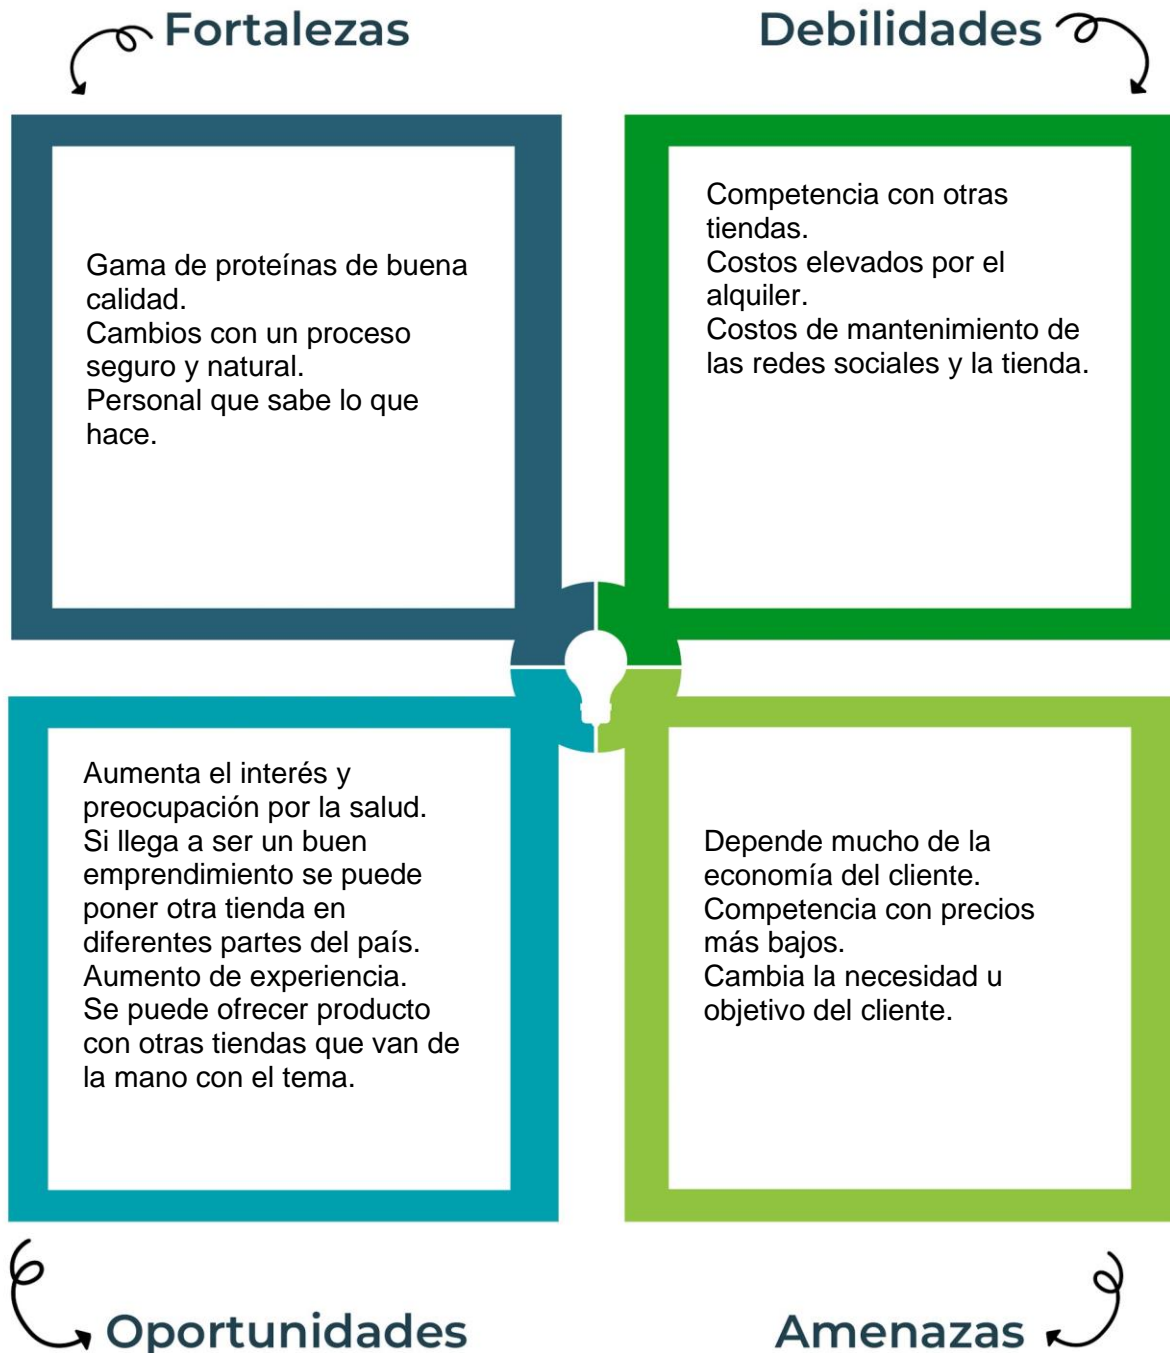 Fortalezas
Gama de proteínas de buena
calidad.
Cambios con un proceso
seguro y natural.
Personal que sabe lo que
hace.
Debilidades
Competencia con otras
tiendas.
Costos elevados por el
alquiler.
Costos de mantenimiento de
las redes sociales y la tienda.
Aumenta el interés y
preocupación por la salud.
Si llega a ser un buen
emprendimiento se puede
poner otra tienda en
diferentes partes del país.
Aumento de experiencia.
Se puede ofrecer producto
con otras tiendas que van de
la mano con el tema.
Oportunidades
Depende mucho de la
economía del cliente.
Competencia con precios
más bajos.
Cambia la necesidad u
objetivo del cliente.
Amenazas